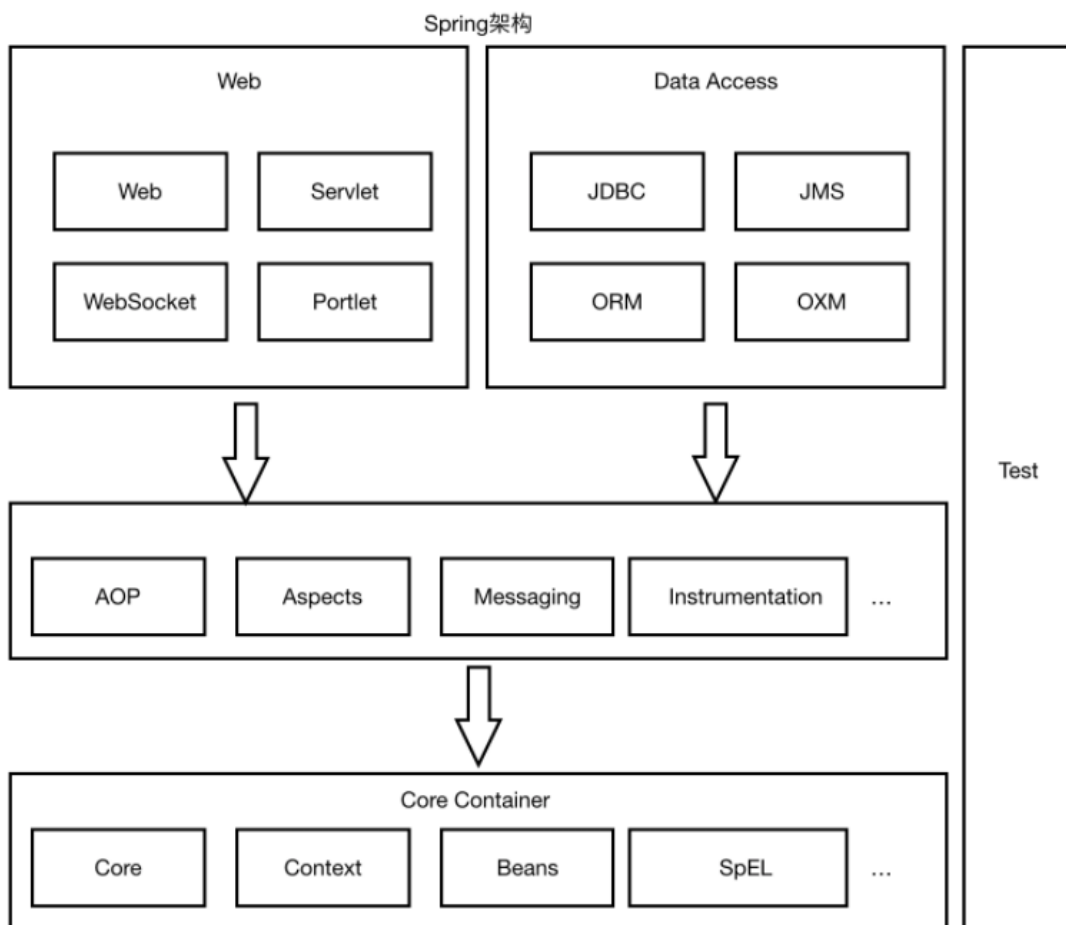 Spring架构
Web
Data Access
Web
Servlet
JDBC
JMS
WebSocket
Portlet
ORM
OXM
Test
AOP
Aspects
Messaging
Instrumentation
...
Core Container
Core
Context
Beans
SpEL
...